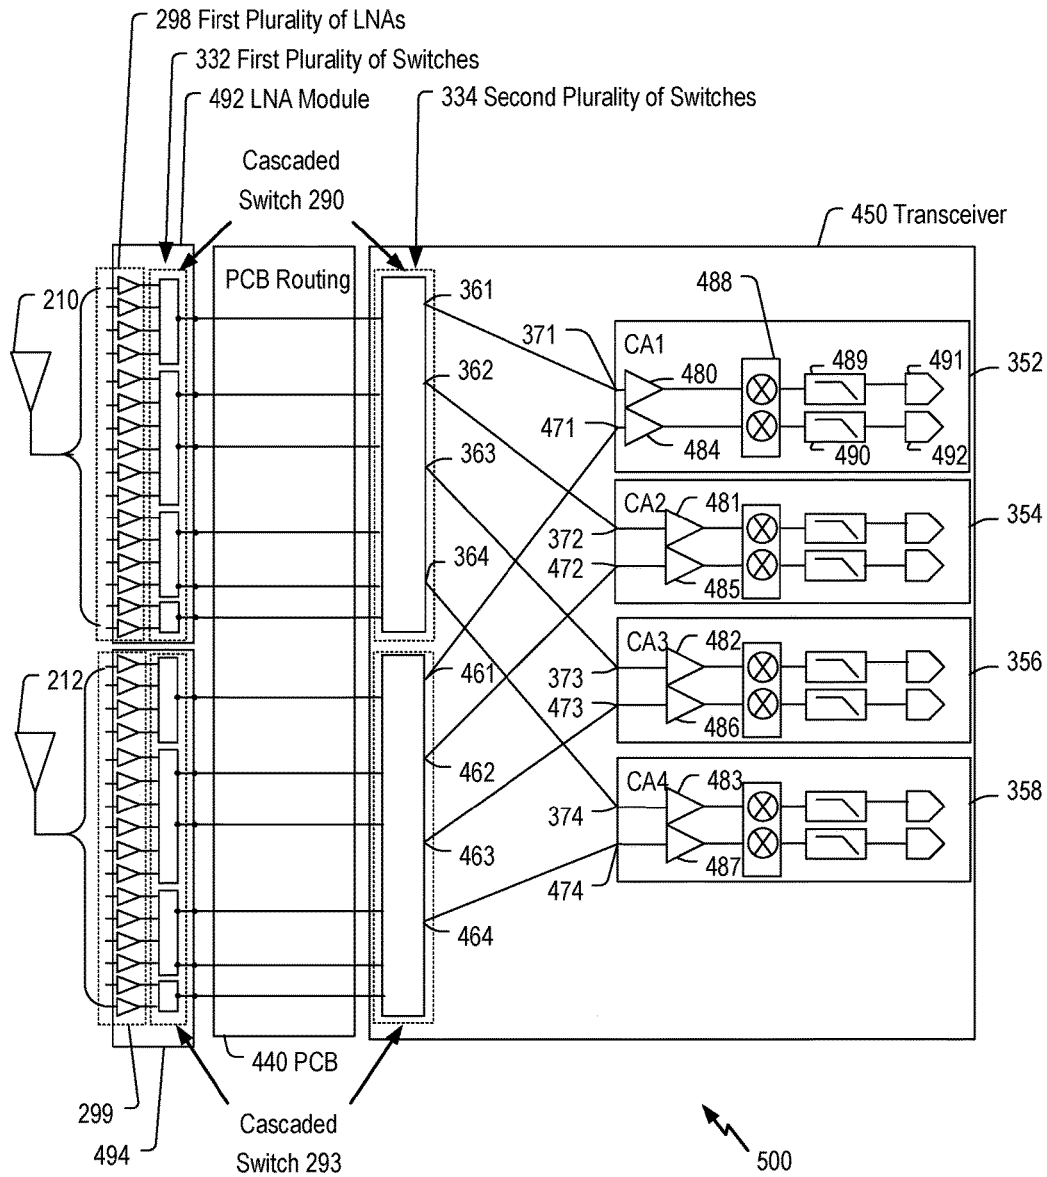 298 First Plurality of LNAs
332 First Plurality of Switches
492 LNA Module
334 Second Plurality of Switches
Cascaded
Switch 290
450 Transceiver
PCB Routing
210
361
371
488
CA1
480
489
491
352
362
471
484
490
492
363
CA2
481
354
372
364
472
485
CA3
482
356
461
373
473
486
212
462
CA4
483
358
374
463
487
474
464
440 PCB
299
494
Cascaded
Switch 293
500